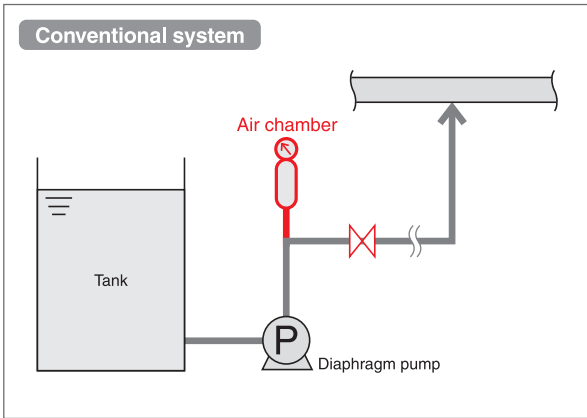 Conventional system
Air chamber
Tank
P
Diaphragm pump